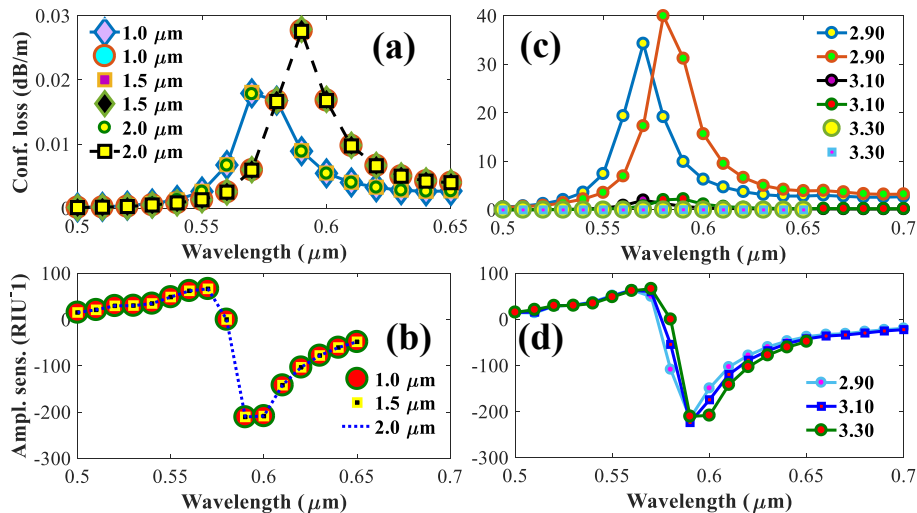 0.03
0.02
0.01
0
Conf. loss (dB/m)
1.0 μm
1.0 μm
1.5 μm
1.5 μm
2.0 μm
2.0 μm
(a)
0.5 0.55 0.6 0.65
Wavelength (μm)
40
30
20
10
0
(c)
2.90
2.90
3.10
3.10
3.30
3.30
0.5 0.55 0.6 0.65 0.7
Wavelength (μm)
100
0
-100
-200
-300
Ampl. sens. (RIU⁻¹)
(b)
1.0 μm
1.5 μm
2.0 μm
0.5 0.55 0.6 0.65 0.7
Wavelength (μm)
100
0
-100
-200
-300
(d)
2.90
3.10
3.30
0.5 0.55 0.6 0.65 0.7
Wavelength (μm)